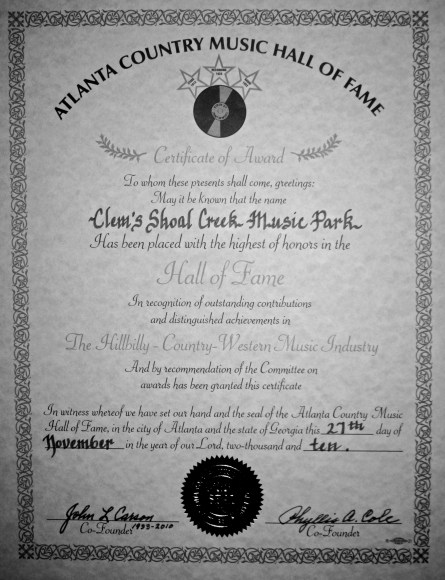 ATLANTA COUNTRY MUSIC HALL OF FAME
Certificate of Award
To whom these presents shall come, greetings:
May it be known that the name
Clem's Shoal Creek Music Park
Has been placed with the highest of honors in the
Hall of Fame
In recognition of outstanding contributions
and distinguished achievements in
The Hillbilly - Country - Western Music Industry
And by recommendation of the Committee on
awards has been granted this certificate
In witness whereof we have set our hand and the seal of the Atlanta Country Music
Hall of Fame, in the city of Atlanta and the state of Georgia this 27th day of
November in the year of our Lord, two-thousand and ten.
John L Carson
Co-Founder 1933-2010
Phyllis A. Cole
Co-Founder